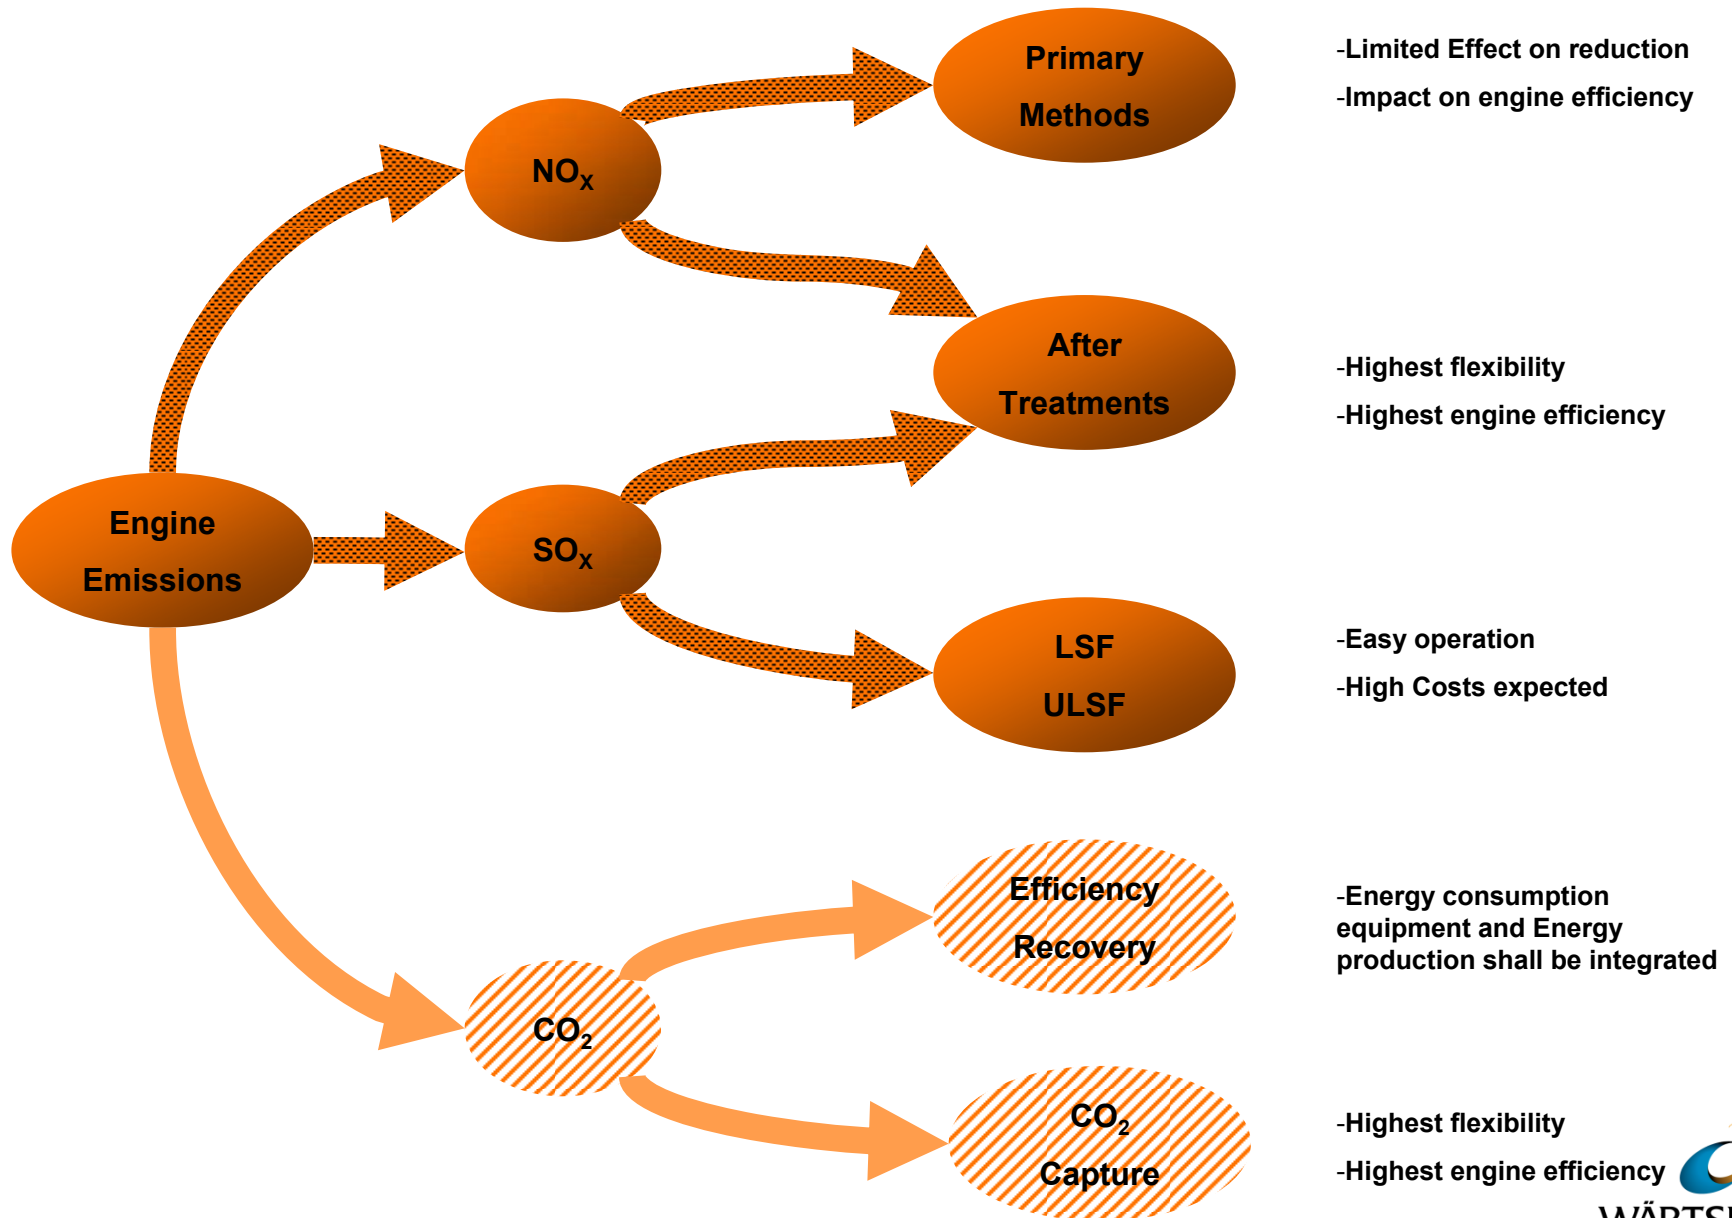 Primary
Methods
-Limited Effect on reduction
-Impact on engine efficiency
NOX
After
Treatments
-Highest flexibility
-Highest engine efficiency
Engine
Emissions
SOX
LSF
ULSF
-Easy operation
-High Costs expected
Efficiency
Recovery
-Energy consumption
equipment and Energy
production shall be integrated
CO2
CO2
Capture
-Highest flexibility
-Highest engine efficiency